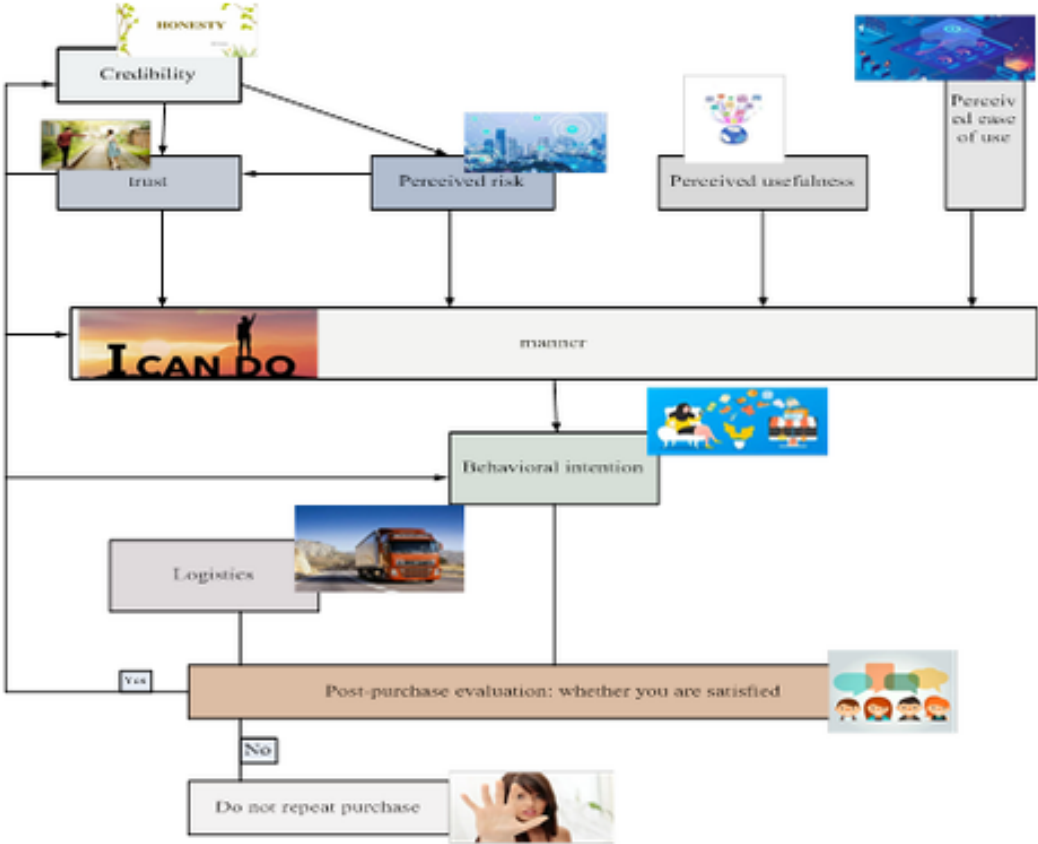 HONESTY
Credibility
Perceiv
ed ease
of use
trust
Perceived risk
Perceived usefulness
I CAN DO
manner
Behavioral intention
Logistics
Yes
Post-purchase evaluation: whether you are satisfied
No
Do not repeat purchase